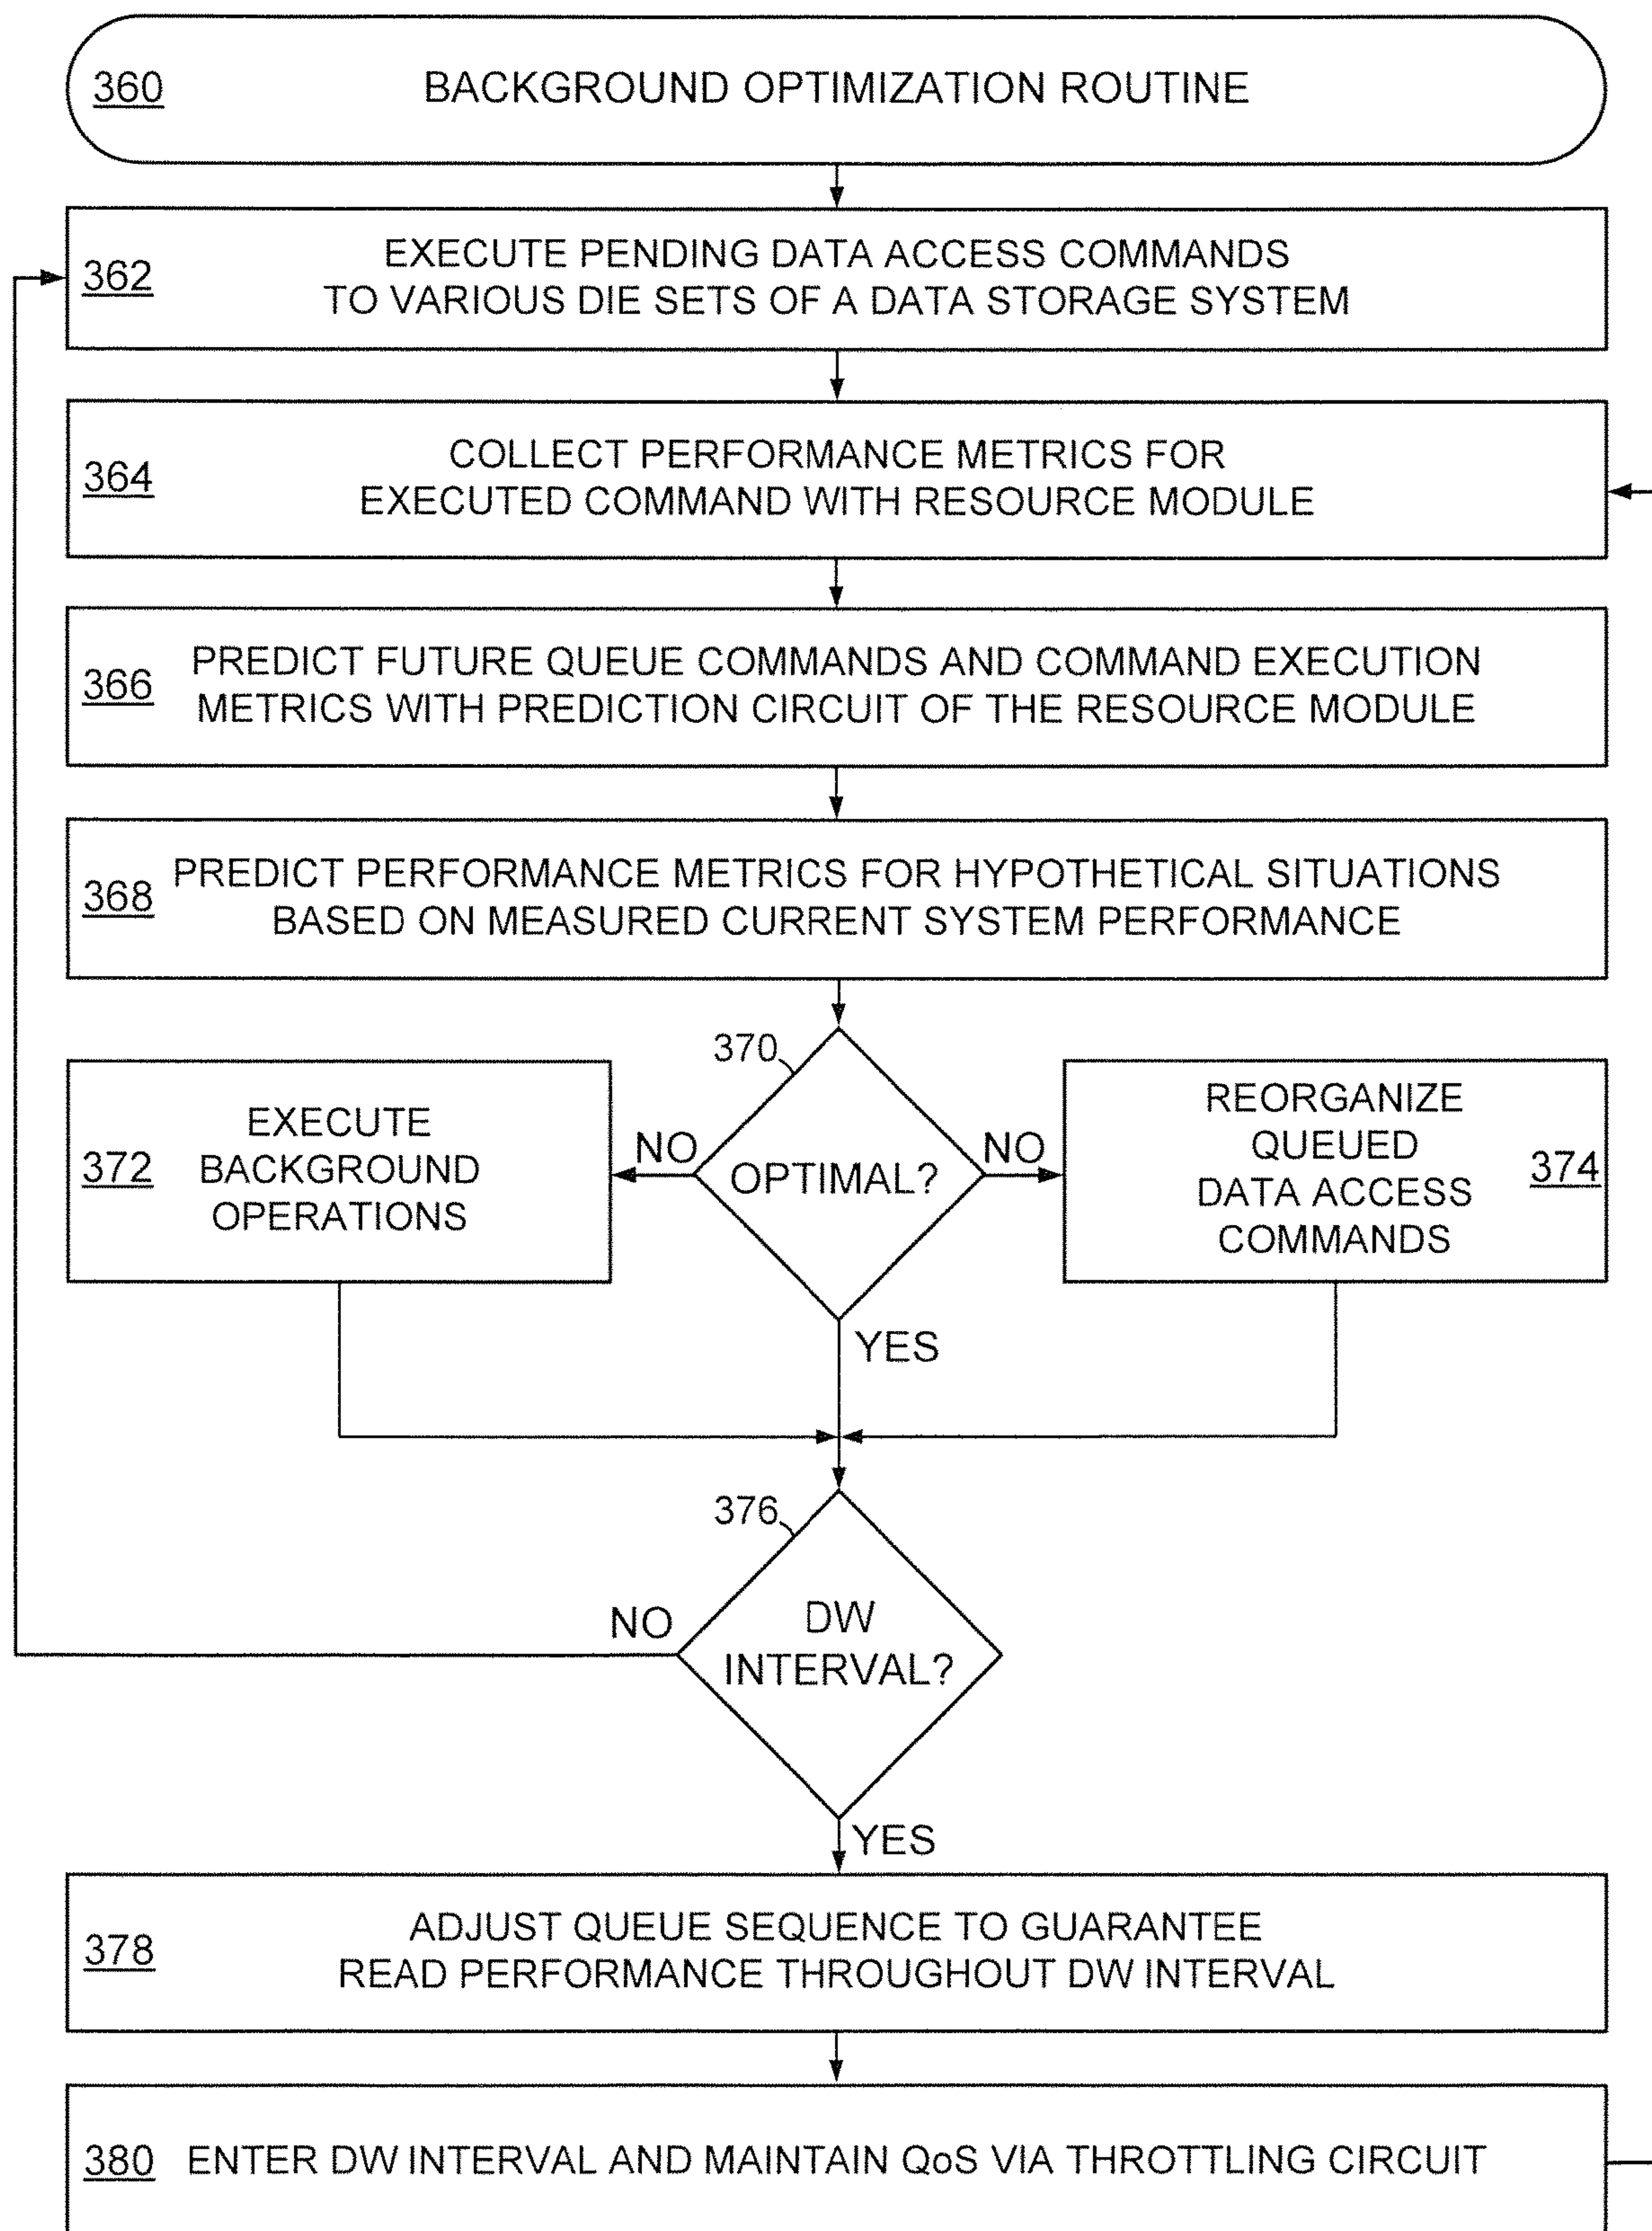 360 BACKGROUND OPTIMIZATION ROUTINE
362
EXECUTE PENDING DATA ACCESS COMMANDS
TO VARIOUS DIE SETS OF A DATA STORAGE SYSTEM
364
COLLECT PERFORMANCE METRICS FOR
EXECUTED COMMAND WITH RESOURCE MODULE
366
PREDICT FUTURE QUEUE COMMANDS AND COMMAND EXECUTION
METRICS WITH PREDICTION CIRCUIT OF THE RESOURCE MODULE
368
PREDICT PERFORMANCE METRICS FOR HYPOTHETICAL SITUATIONS
BASED ON MEASURED CURRENT SYSTEM PERFORMANCE
370
OPTIMAL?
NO
NO
YES
372
EXECUTE
BACKGROUND
OPERATIONS
REORGANIZE
QUEUED
DATA ACCESS
COMMANDS
374
376
DW
INTERVAL?
NO
YES
378
ADJUST QUEUE SEQUENCE TO GUARANTEE
READ PERFORMANCE THROUGHOUT DW INTERVAL
380 ENTER DW INTERVAL AND MAINTAIN QoS VIA THROTTLING CIRCUIT